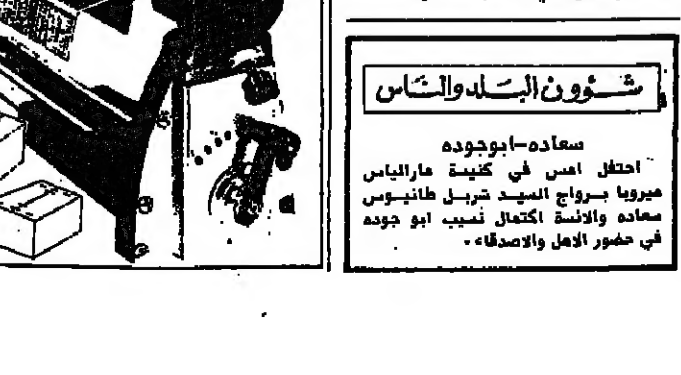 شؤون البلد والناس
سعاده-ابوجوده
احتفل امس في كنيسة مارالياس
ميروبا بزواج السيد شربل طانيوس
سعاده والانسة اكتمال نسيب ابو جوده
في حضور الاهل والاصدقاء.